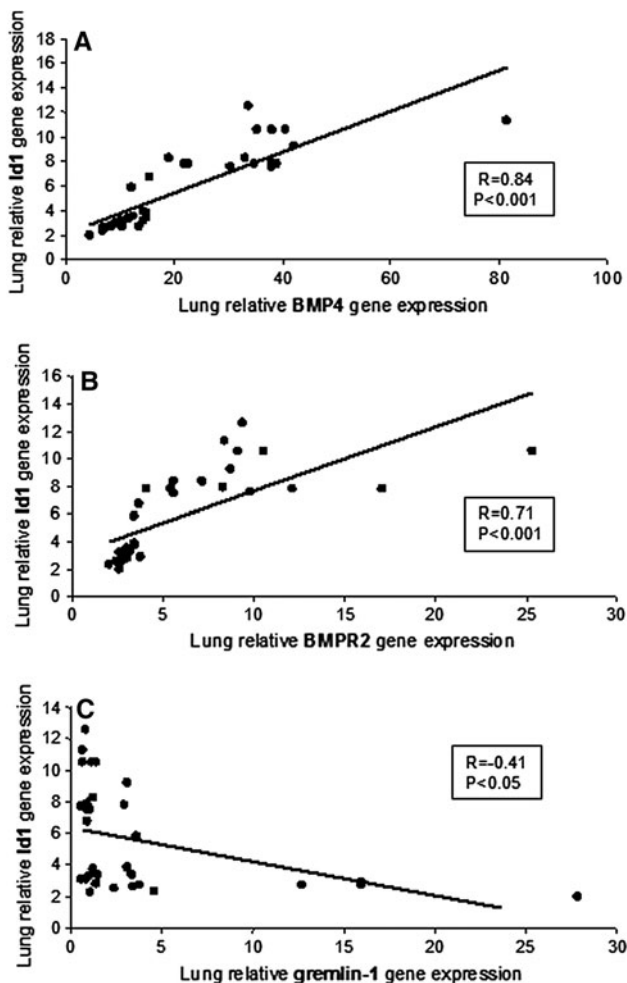 A
Lung relative Id1 gene expression
18
16
14
12
10
8
6
4
2
0
R=0.84
P<0.001
0 20 40 60 80 100
Lung relative BMP4 gene expression
B
Lung relative Id1 gene expression
16
14
12
10
8
6
4
2
0
R=0.71
P<0.001
0 5 10 15 20 25 30
Lung relative BMPR2 gene expression
C
Lung relative Id1 gene expression
14
12
10
8
6
4
2
0
R=-0.41
P<0.05
0 5 10 15 20 25 30
Lung relative gremlin-1 gene expression